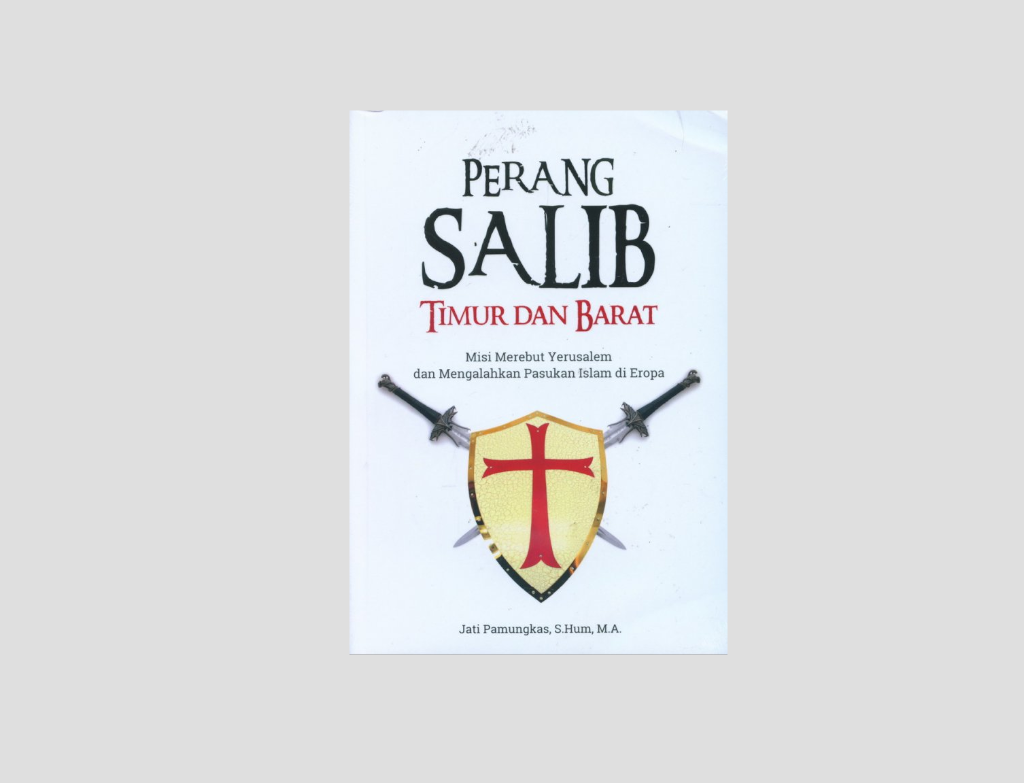 PERANG
SALIB
TIMUR DAN BARAT
Misi Merebut Yerusalem
dan Mengalahkan Pasukan Islam di Eropa
Jati Pamungkas, S.Hum, M.A.